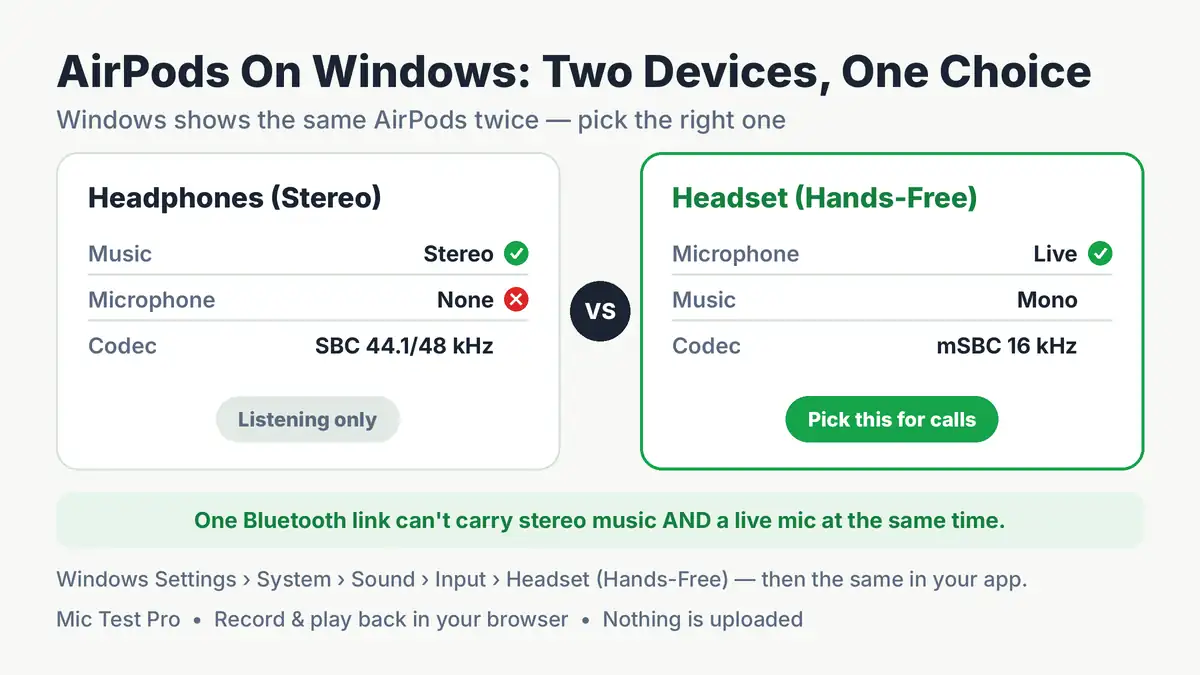 AirPods On Windows: Two Devices, One Choice
Windows shows the same AirPods twice — pick the right one
Headphones (Stereo)
Music Stereo
Microphone None
Codec SBC 44.1/48 kHz
Listening only
VS
Headset (Hands-Free)
Microphone Live
Music Mono
Codec mSBC 16 kHz
Pick this for calls
One Bluetooth link can't carry stereo music AND a live mic at the same time.
Windows Settings › System › Sound › Input › Headset (Hands-Free) — then the same in your app.
Mic Test Pro • Record & play back in your browser • Nothing is uploaded